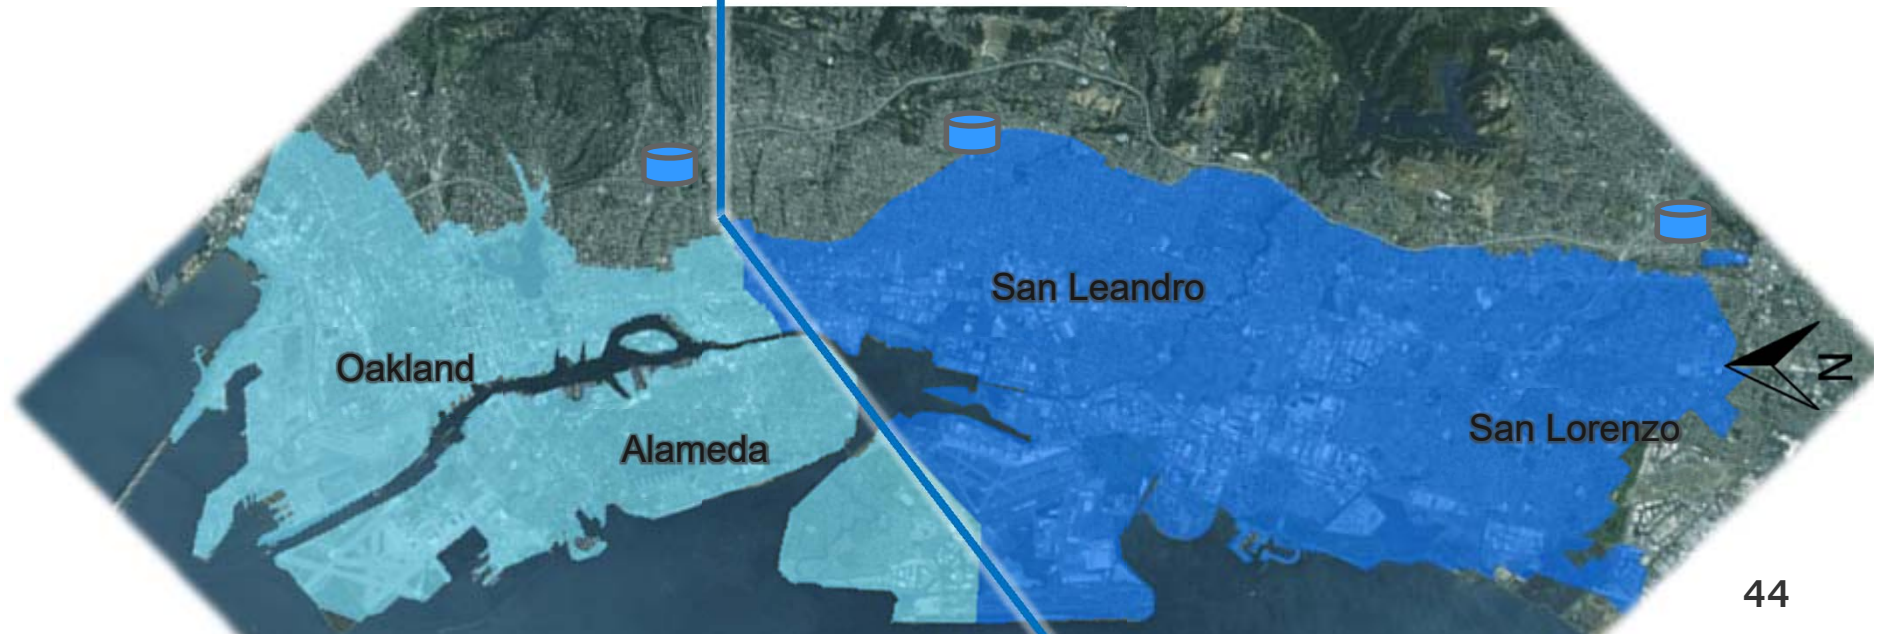 San Leandro
Oakland
San Lorenzo
Alameda
N
44